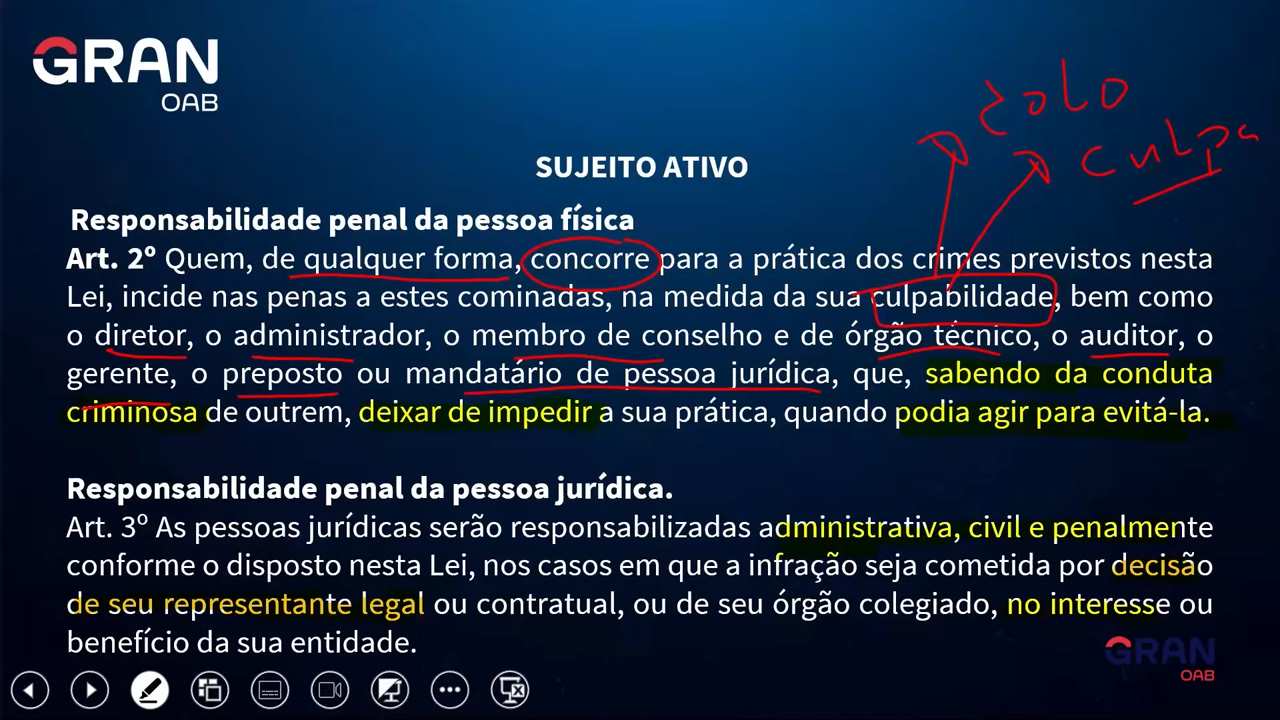 GRAN
OAB
dolo
culpa
SUJEITO ATIVO
Responsabilidade penal da pessoa física
Art. 2º Quem, de qualquer forma, concorre para a prática dos crimes previstos nesta
Lei, incide nas penas a estes cominadas, na medida da sua culpabilidade, bem como
o diretor, o administrador, o membro de conselho e de órgão técnico, o auditor, o
gerente, o preposto ou mandatário de pessoa jurídica, que, sabendo da conduta
criminosa de outrem, deixar de impedir a sua prática, quando podia agir para evitá-la.
Responsabilidade penal da pessoa jurídica.
Art. 3º As pessoas jurídicas serão responsabilizadas administrativa, civil e penalmente
conforme o disposto nesta Lei, nos casos em que a infração seja cometida por decisão
de seu representante legal ou contratual, ou de seu órgão colegiado, no interesse ou
benefício da sua entidade.
GRAN
OAB